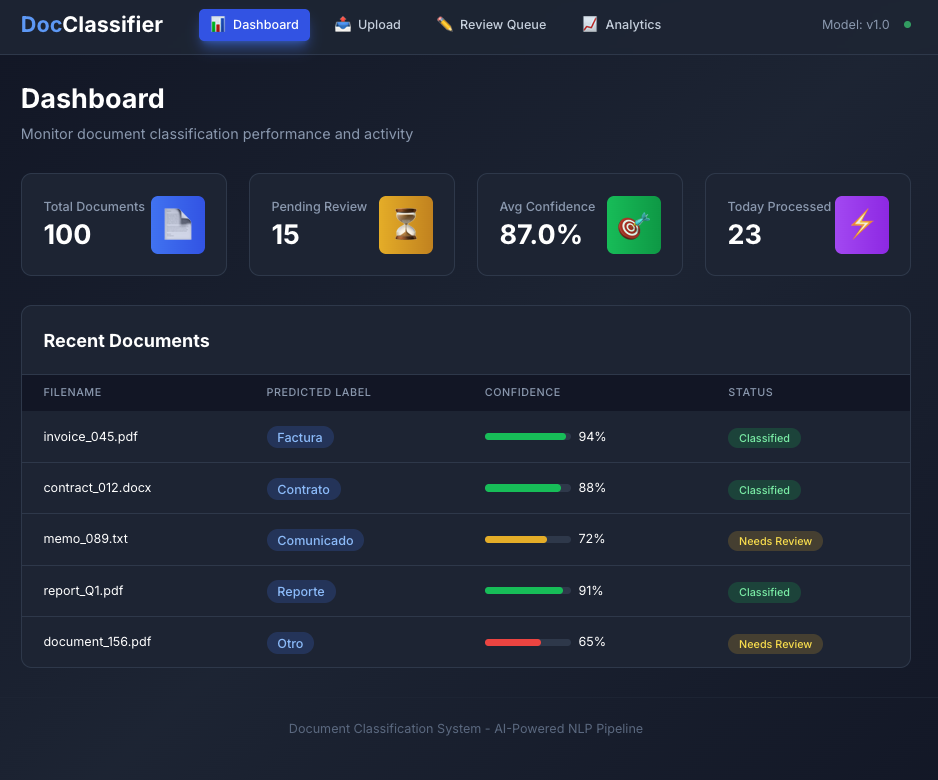 DocClassifier
Dashboard
Upload
Review Queue
Analytics
Model: v1.0
Dashboard
Monitor document classification performance and activity
Total Documents
100
Pending Review
15
Avg Confidence
87.0%
Today Processed
23
Recent Documents
FILENAME PREDICTED LABEL CONFIDENCE STATUS
invoice_045.pdf Factura 94% Classified
contract_012.docx Contrato 88% Classified
memo_089.txt Comunicado 72% Needs Review
report_Q1.pdf Reporte 91% Classified
document_156.pdf Otro 65% Needs Review
Document Classification System - AI-Powered NLP Pipeline